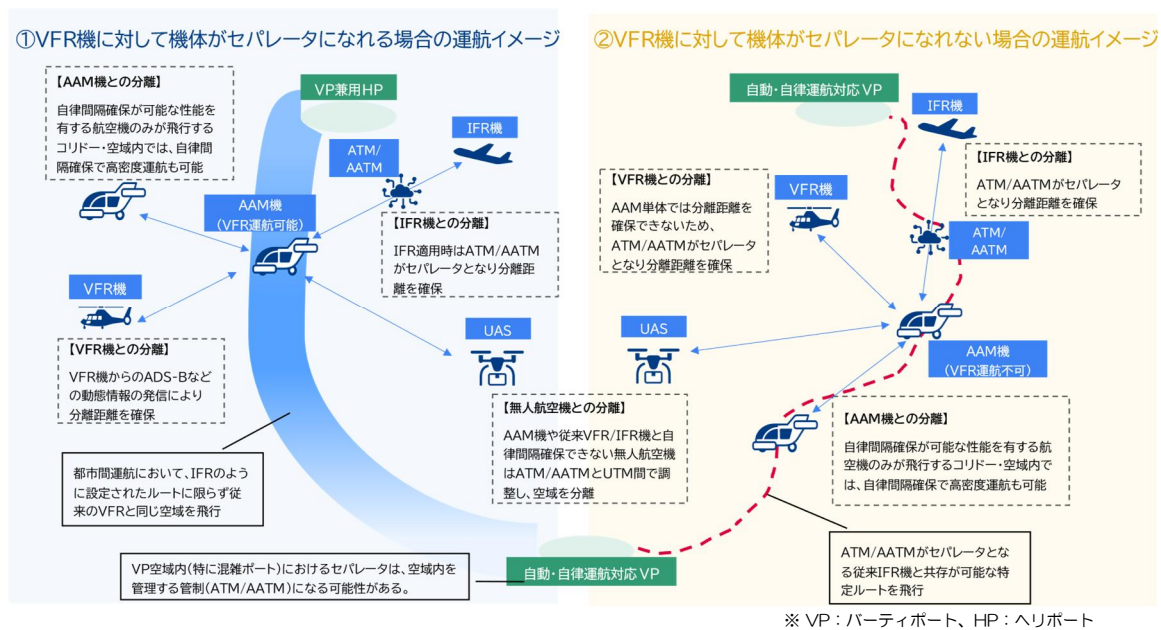 ①VFR機に対して機体がセパレータになれる場合の運航イメージ
【AAM機との分離】
自律間隔確保が可能な性能を
有する航空機のみが飛行する
コリドー・空域内では、自律間
隔確保で高密度運航も可能
VP兼用HP
IFR機
ATM/
AATM
AAM機
（VFR運航可能）
【IFR機との分離】
IFR適用時はATM/AATM
がセパレータとなり分離距
離を確保
VFR機
【VFR機との分離】
VFR機からのADS-Bなど
の動態情報の発信により
分離距離を確保
UAS
【無人航空機との分離】
AAM機や従来VFR/IFR機と自
律間隔確保できない無人航空機
はATM/AATMとUTM間で調
整し、空域を分離
都市間運航において、IFRのよう
に設定されたルートに限らず従
来のVFRと同じ空域を飛行
VP空域内(特に混雑ポート)におけるセパレータは、空域内を
管理する管制(ATM/AATM)になる可能性がある。
自動・自律運航対応VP
②VFR機に対して機体がセパレータになれない場合の運航イメージ
自動・自律運航対応VP
IFR機
【IFR機との分離】
ATM/AATMがセパレータ
となり分離距離を確保
【VFR機との分離】
AAM単体では分離距離を
確保できないため、
ATM/AATMがセパレータ
となり分離距離を確保
VFR機
ATM/
AATM
UAS
AAM機
（VFR運航不可）
【AAM機との分離】
自律間隔確保が可能な性能を有する航
空機のみが飛行するコリドー・空域内で
は、自律間隔確保で高密度運航も可能
ATM/AATMがセパレータとな
る従来IFR機と共存が可能な特
定ルートを飛行
※ VP：バーティポート、HP：ヘリポート